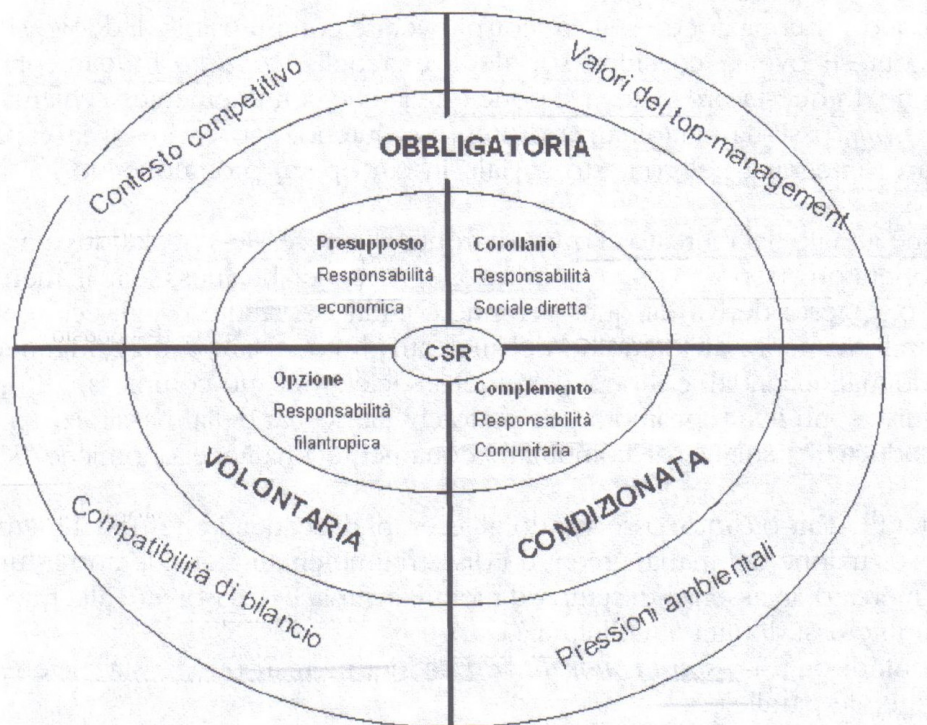 Contesto competitivo
Valori del top-management
OBBLIGATORIA
Presupposto
Responsabilità
economica
Corollario
Responsabilità
Sociale diretta
CSR
Opzione
Responsabilità
filantropica
Complemento
Responsabilità
Comunitaria
VOLONTARIA
CONDIZIONATA
Compatibilità di bilancio
Pressioni ambientali